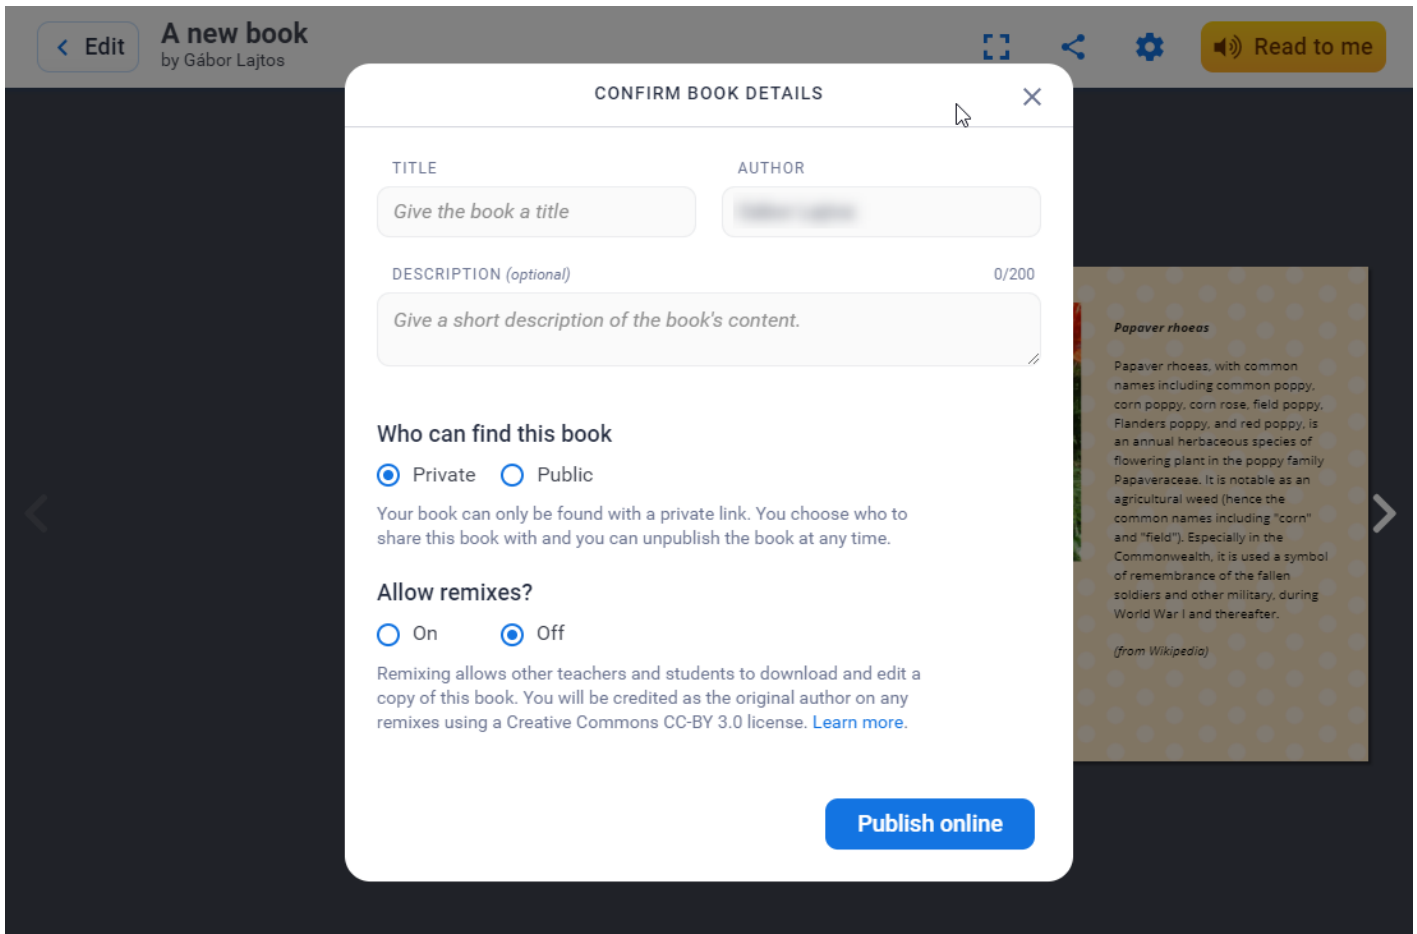 Edit
A new book
by Gábor Lajtos
Read to me
CONFIRM BOOK DETAILS
TITLE
AUTHOR
Give the book a title
DESCRIPTION (optional)
0/200
Give a short description of the book's content.
Who can find this book
Private
Public
Your book can only be found with a private link. You choose who to
share this book with and you can unpublish the book at any time.
Allow remixes?
On
Off
Remixing allows other teachers and students to download and edit a
copy of this book. You will be credited as the original author on any
remixes using a Creative Commons CC-BY 3.0 license. Learn more.
Publish online
Papaver rhoeas
Papaver rhoeas, with common
names including common poppy,
corn poppy, corn rose, field poppy,
Flanders poppy, and red poppy, is
an annual herbaceous species of
flowering plant in the poppy family
Papaveraceae. It is notable as an
agricultural weed (hence the
common names including "corn"
and "field"). Especially in the
Commonwealth, it is used a symbol
of remembrance of the fallen
soldiers and other military, during
World War I and thereafter.
(from Wikipedia)